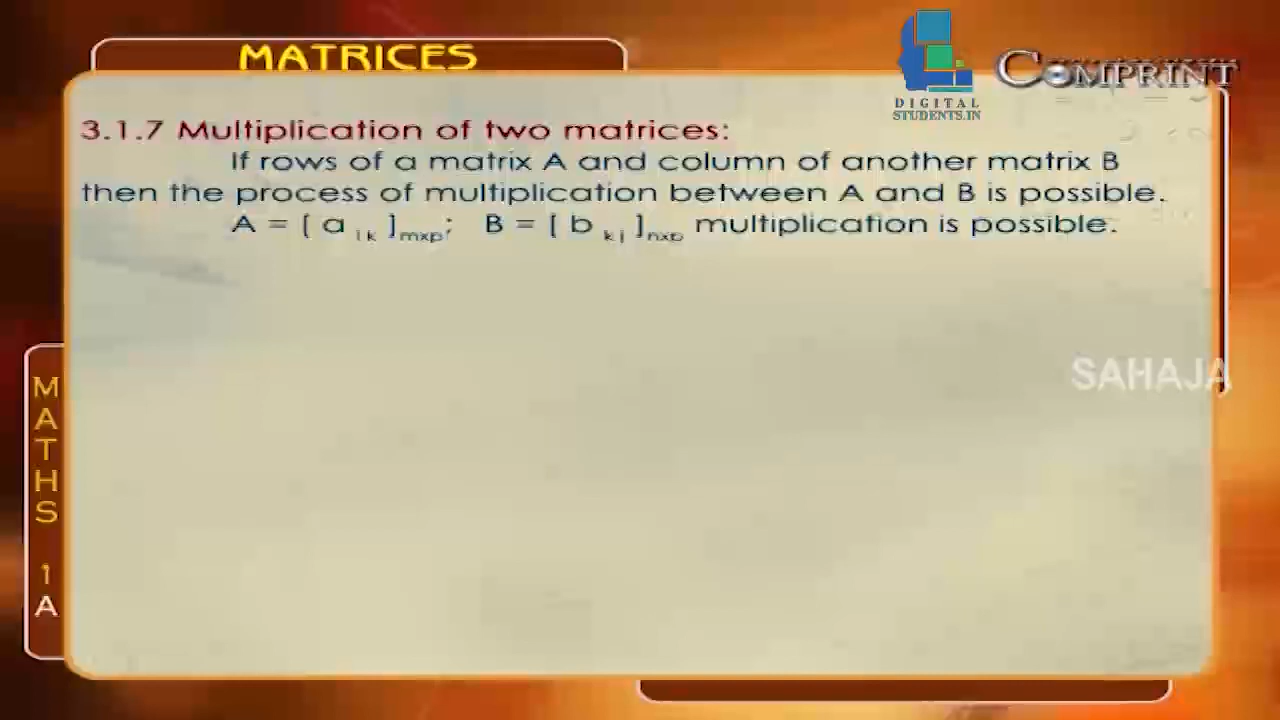 MATRICES
DIGITAL
STUDENTS.IN
COMPRINT
3.1.7 Multiplication of two matrices:
If rows of a matrix A and column of another matrix B
then the process of multiplication between A and B is possible.
A = [ a ik ]mxp; B = [ b kj ]nxp multiplication is possible.
SAHAJA
MATHS 1A